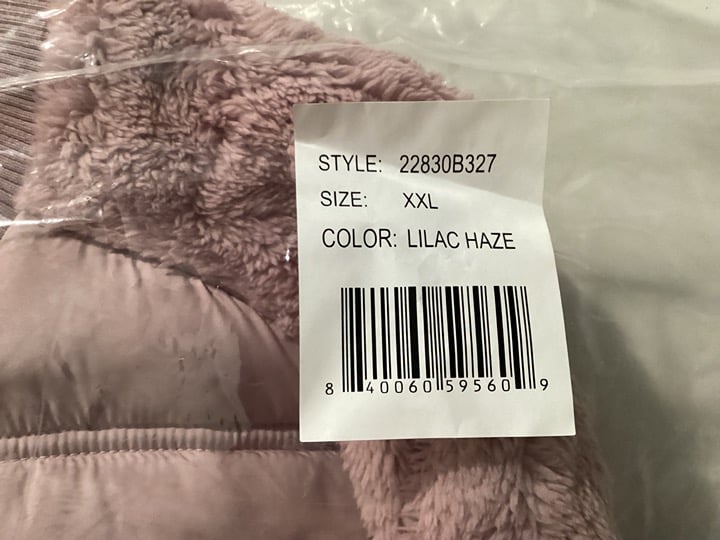 STYLE: 22830B327
SIZE: XXL
COLOR: LILAC HAZE
8 40060 59560 9